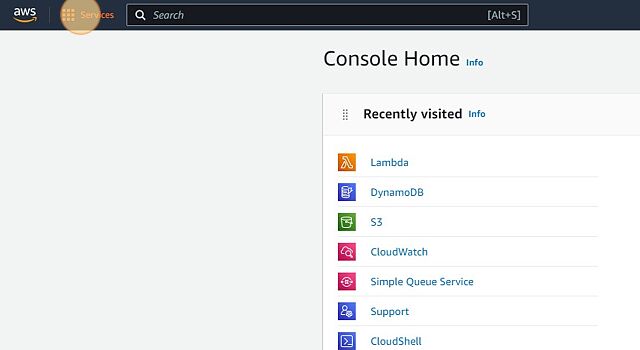 aws
Services
Search
[Alt+S]
Console Home Info
Recently visited Info
Lambda
DynamoDB
S3
CloudWatch
Simple Queue Service
Support
CloudShell